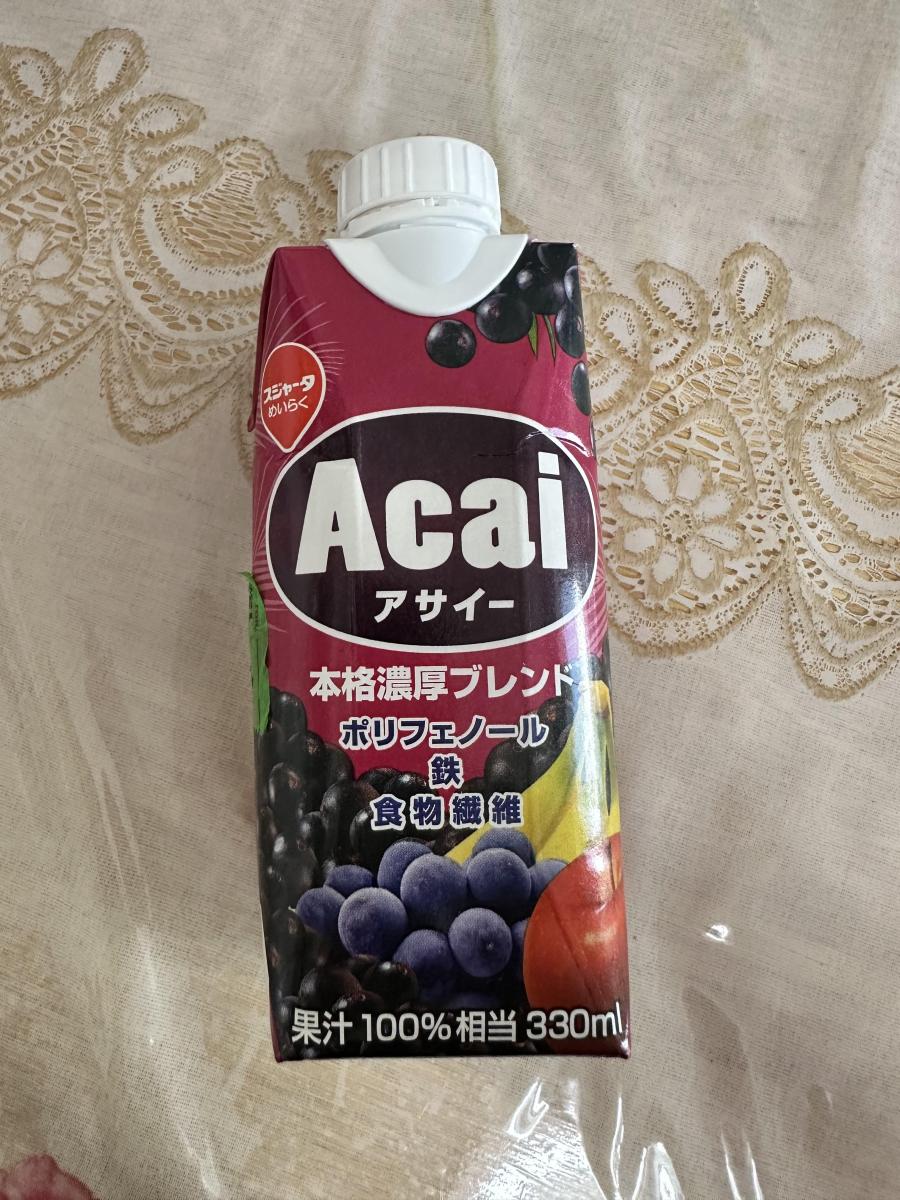 スジャータ
めいらく
Acai
アサイー
本格濃厚ブレンド
ポリフェノール
鉄
食物繊維
果汁100%相当 330ml